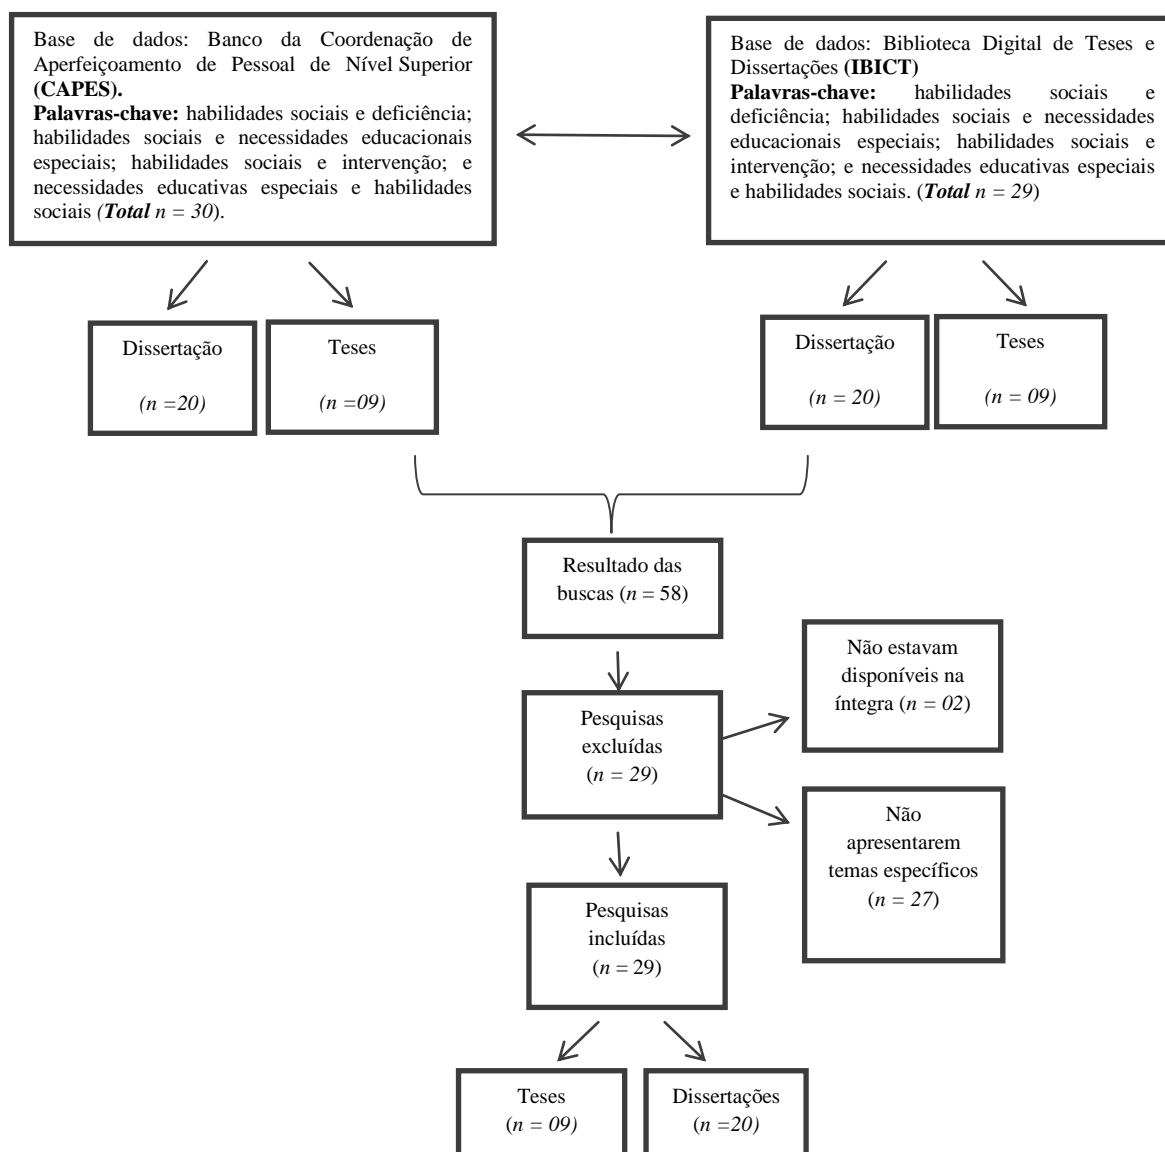 Base de dados: Banco da Coordenação de
Aperfeiçoamento de Pessoal de Nível Superior
(CAPES).
Palavras-chave: habilidades sociais e deficiência;
habilidades sociais e necessidades educacionais
especiais; habilidades sociais e intervenção; e
necessidades educativas especiais e habilidades
sociais (Total n = 30).
Base de dados: Biblioteca Digital de Teses e
Dissertações (IBICT)
Palavras-chave: habilidades sociais e
deficiência; habilidades sociais e necessidades
educacionais especiais; habilidades sociais e
intervenção; e necessidades educativas especiais
e habilidades sociais. (Total n = 29)
Dissertação
(n =20)
Teses
(n =09)
Dissertação
(n = 20)
Teses
(n = 09)
Resultado das
buscas (n = 58)
Não estavam
disponíveis na
íntegra (n = 02)
Pesquisas
excluídas
(n = 29)
Não
apresentarem
temas específicos
(n = 27)
Pesquisas
incluídas
(n = 29)
Teses
(n = 09)
Dissertações
(n =20)